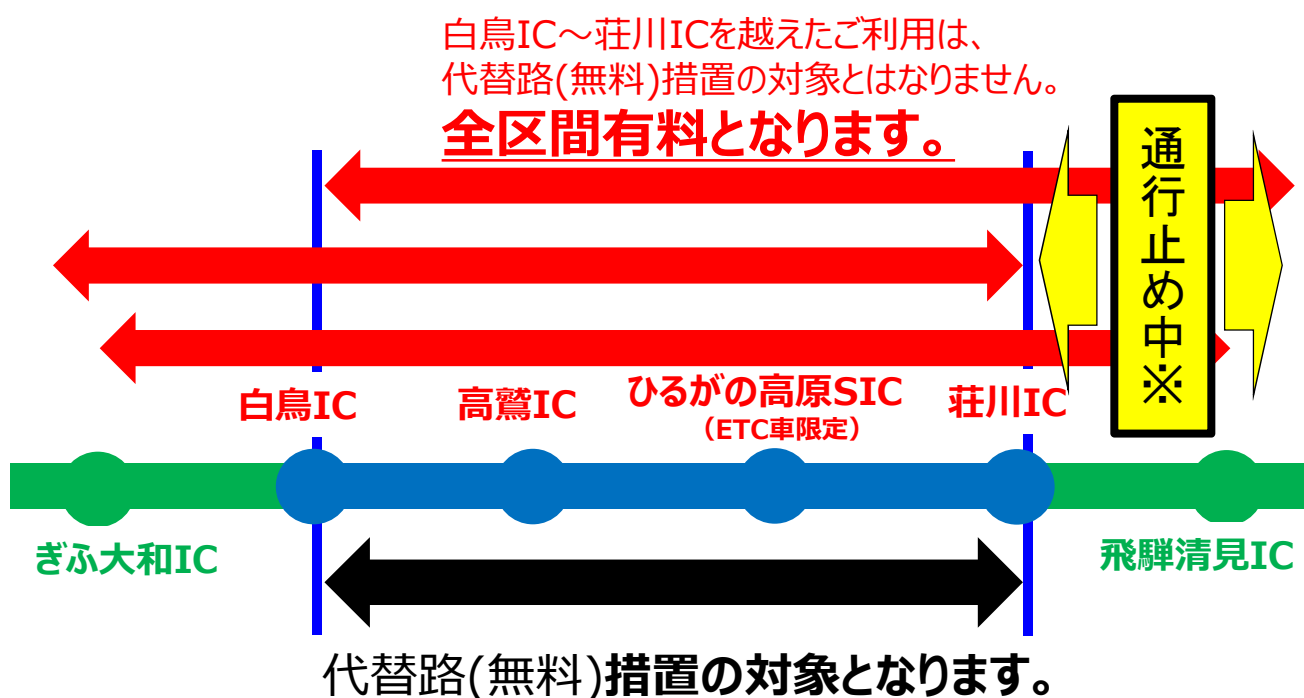 白鳥IC～荘川ICを越えたご利用は、
代替路(無料)措置の対象とはなりません。
全区間有料となります。
通行止め中※
白鳥IC
高鷲IC
ひるがの高原SIC
（ETC車限定）
荘川IC
ぎふ大和IC
飛騨清見IC
代替路(無料)措置の対象となります。